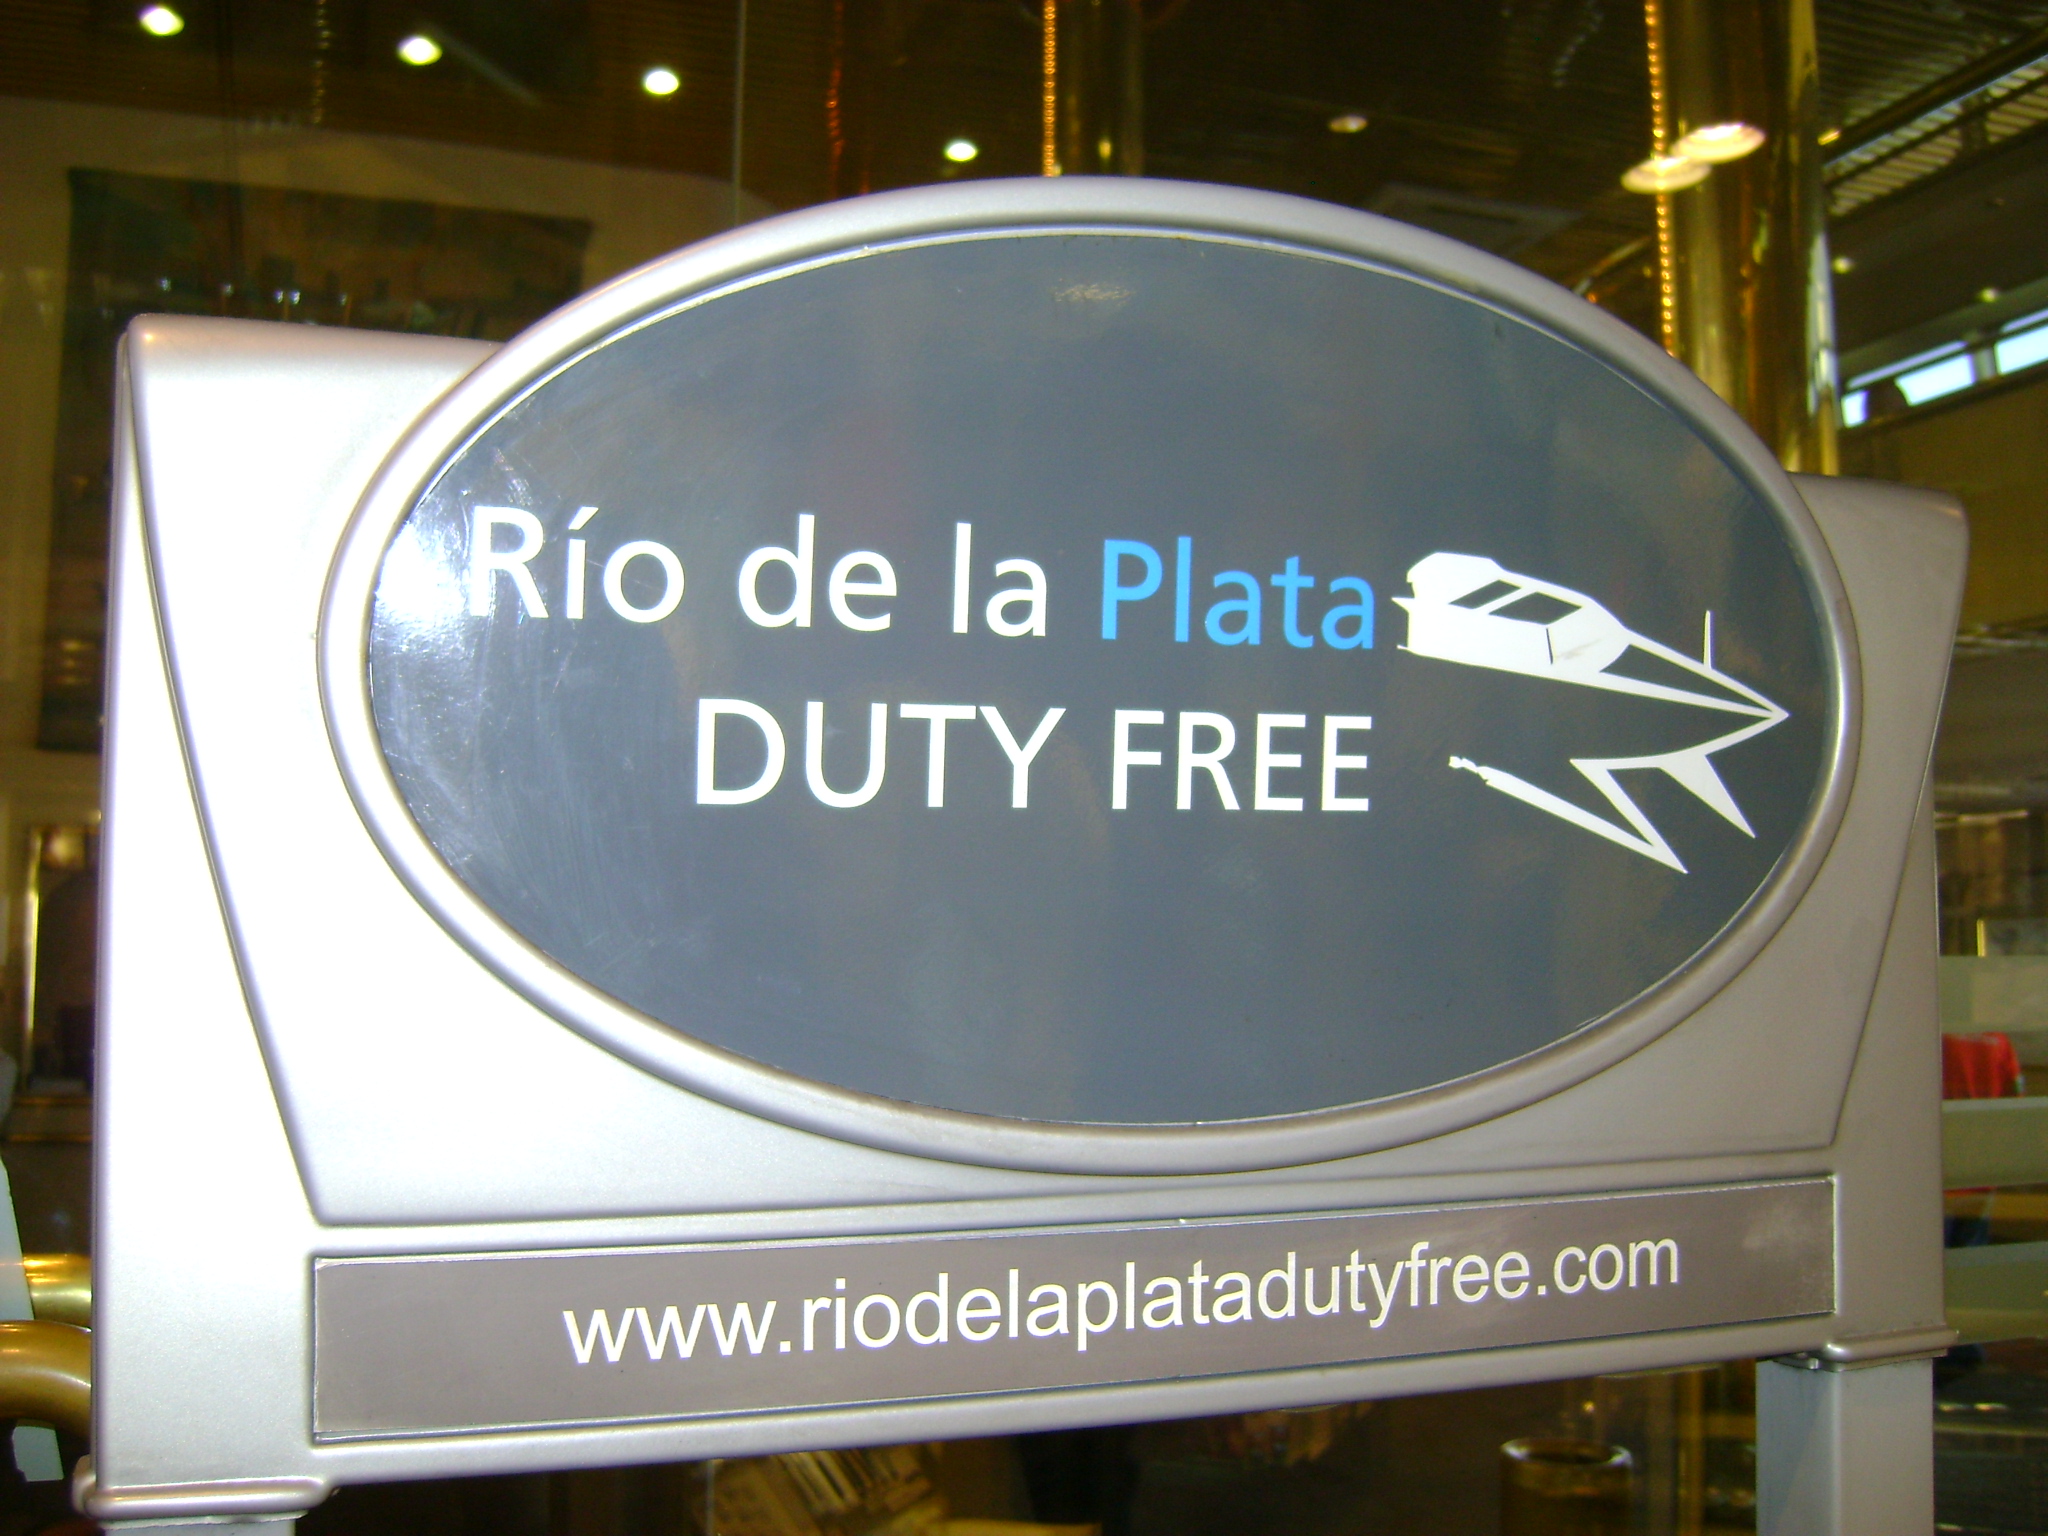 Río de la Plata
DUTY FREE
www.riodelaplatadutyfree.com